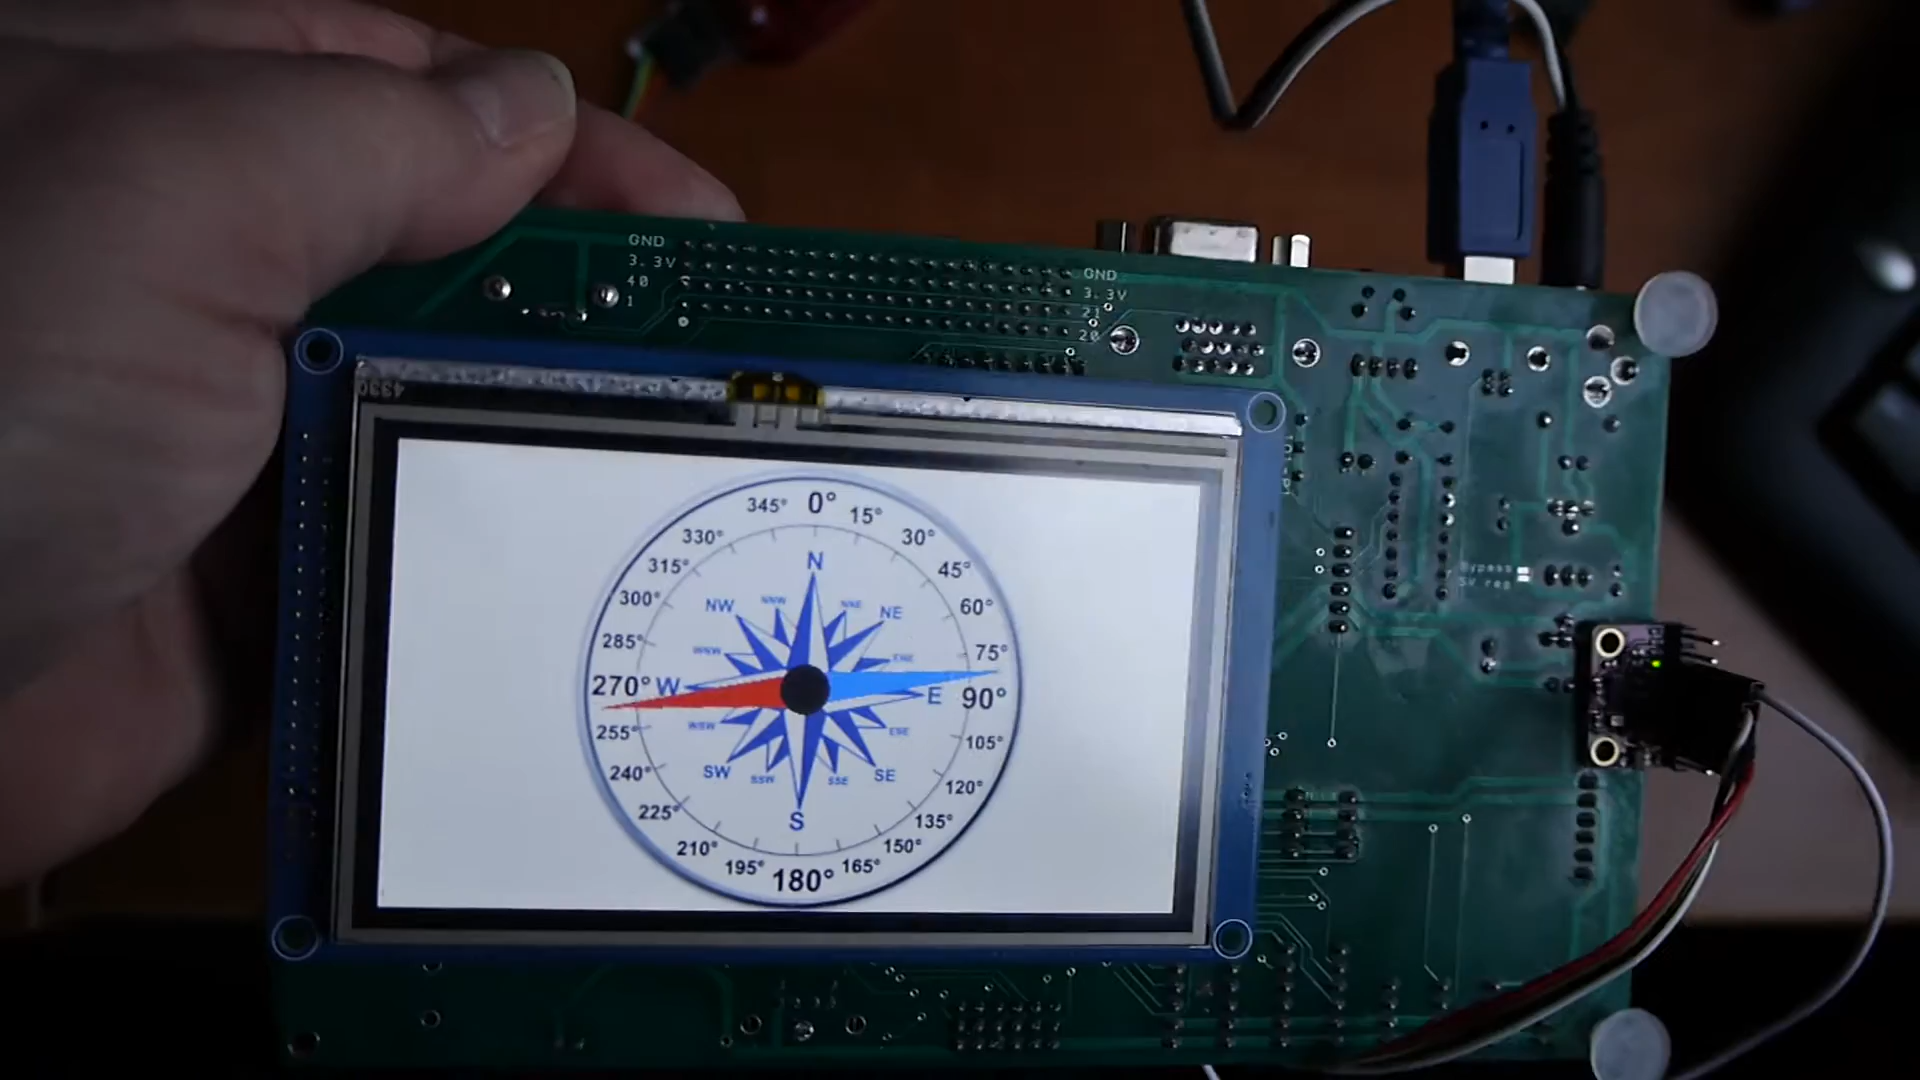 GND
3.3V
40
1
GND
3.3V
21
20
4330
Bypass
5V reg
0°
15°
30°
45°
60°
75°
90°
105°
120°
135°
150°
165°
180°
195°
210°
225°
240°
255°
270°
285°
300°
315°
330°
345°
N
NNE
NE
ENE
E
ESE
SE
SSE
S
SSW
SW
WSW
W
WNW
NW
NNW